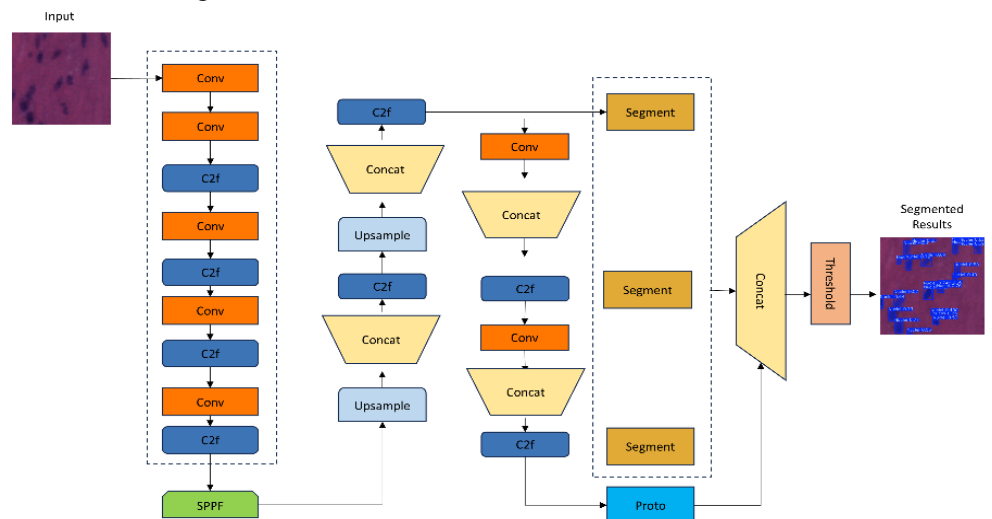 Input
Conv
Conv
C2f
Conv
C2f
Conv
C2f
Conv
C2f
SPPF
C2f
Concat
Upsample
C2f
Concat
Upsample
Conv
Concat
C2f
Conv
Concat
C2f
Segment
Segment
Segment
Proto
Concat
Threshold
Segmented
Results